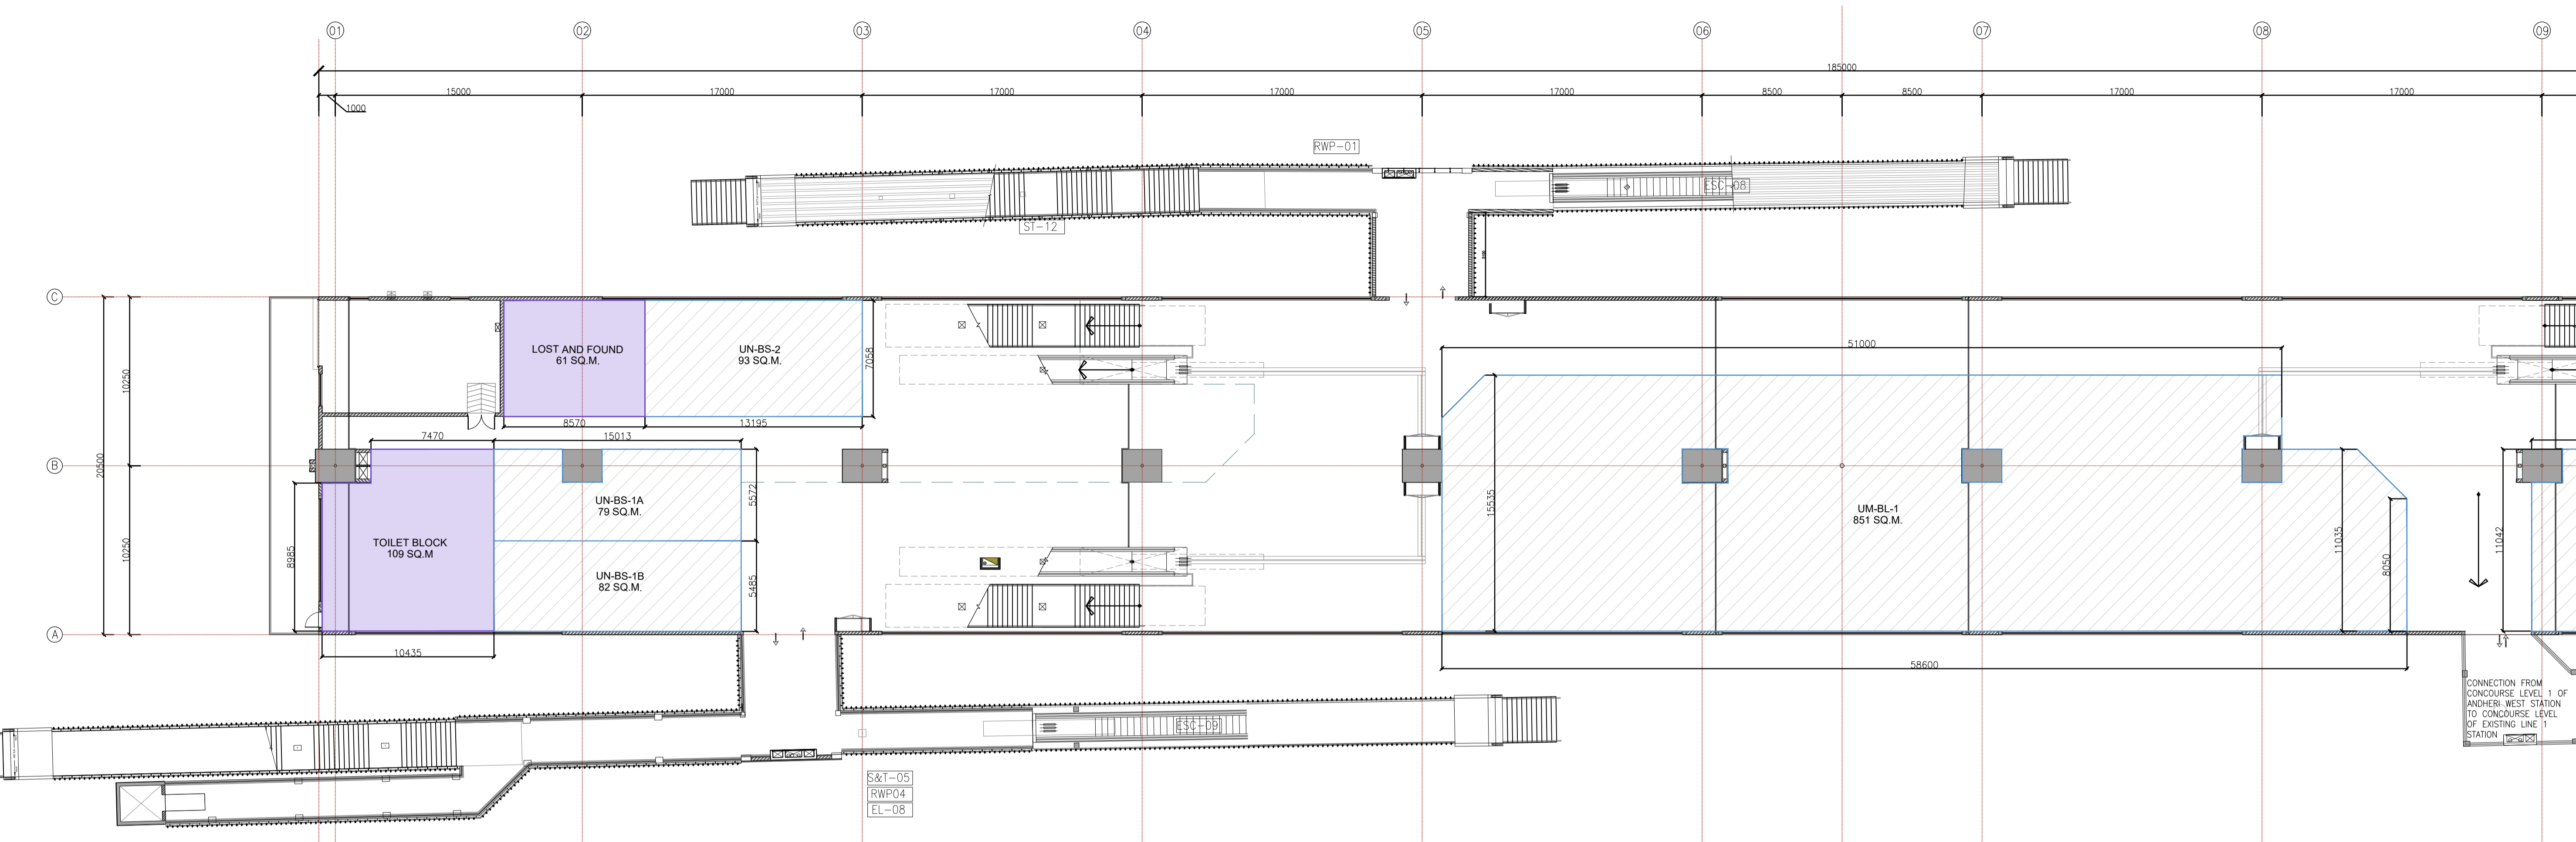 01 02 03 04 05 06 07 08 09
185000
15000 17000 17000 17000 17000 8500 8500 17000 17000
1000
RWP-01
ESC-08
ST-12
C
51000
LOST AND FOUND
61 SQ.M.
UN-BS-2
93 SQ.M.
7058
10250
8570 13195
7470 15013
20500
B
15535
UN-BS-1A
79 SQ.M.
5572
UM-BL-1
851 SQ.M.
TOILET BLOCK
109 SQ.M
10250
8985
11035
11042
8050
UN-BS-1B
82 SQ.M.
5485
A
10435
58600
CONNECTION FROM
CONCOURSE LEVEL 1 OF
ANDHERI WEST STATION
TO CONCOURSE LEVEL
OF EXISTING LINE 1
STATION
ESC-09
S&T-05
RWP04
EL-08